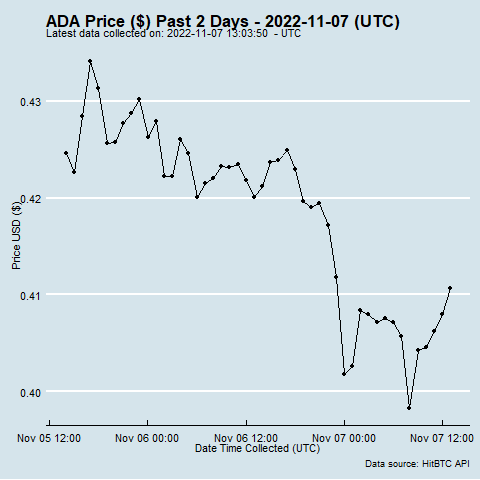 ADA Price ($) Past 2 Days - 2022-11-07 (UTC)
Latest data collected on: 2022-11-07 13:03:50 - UTC
0.43
0.42
0.41
0.40
Price USD ($)
Nov 05 12:00 Nov 06 00:00 Nov 06 12:00 Nov 07 00:00 Nov 07 12:00
Date Time Collected (UTC)
Data source: HitBTC API